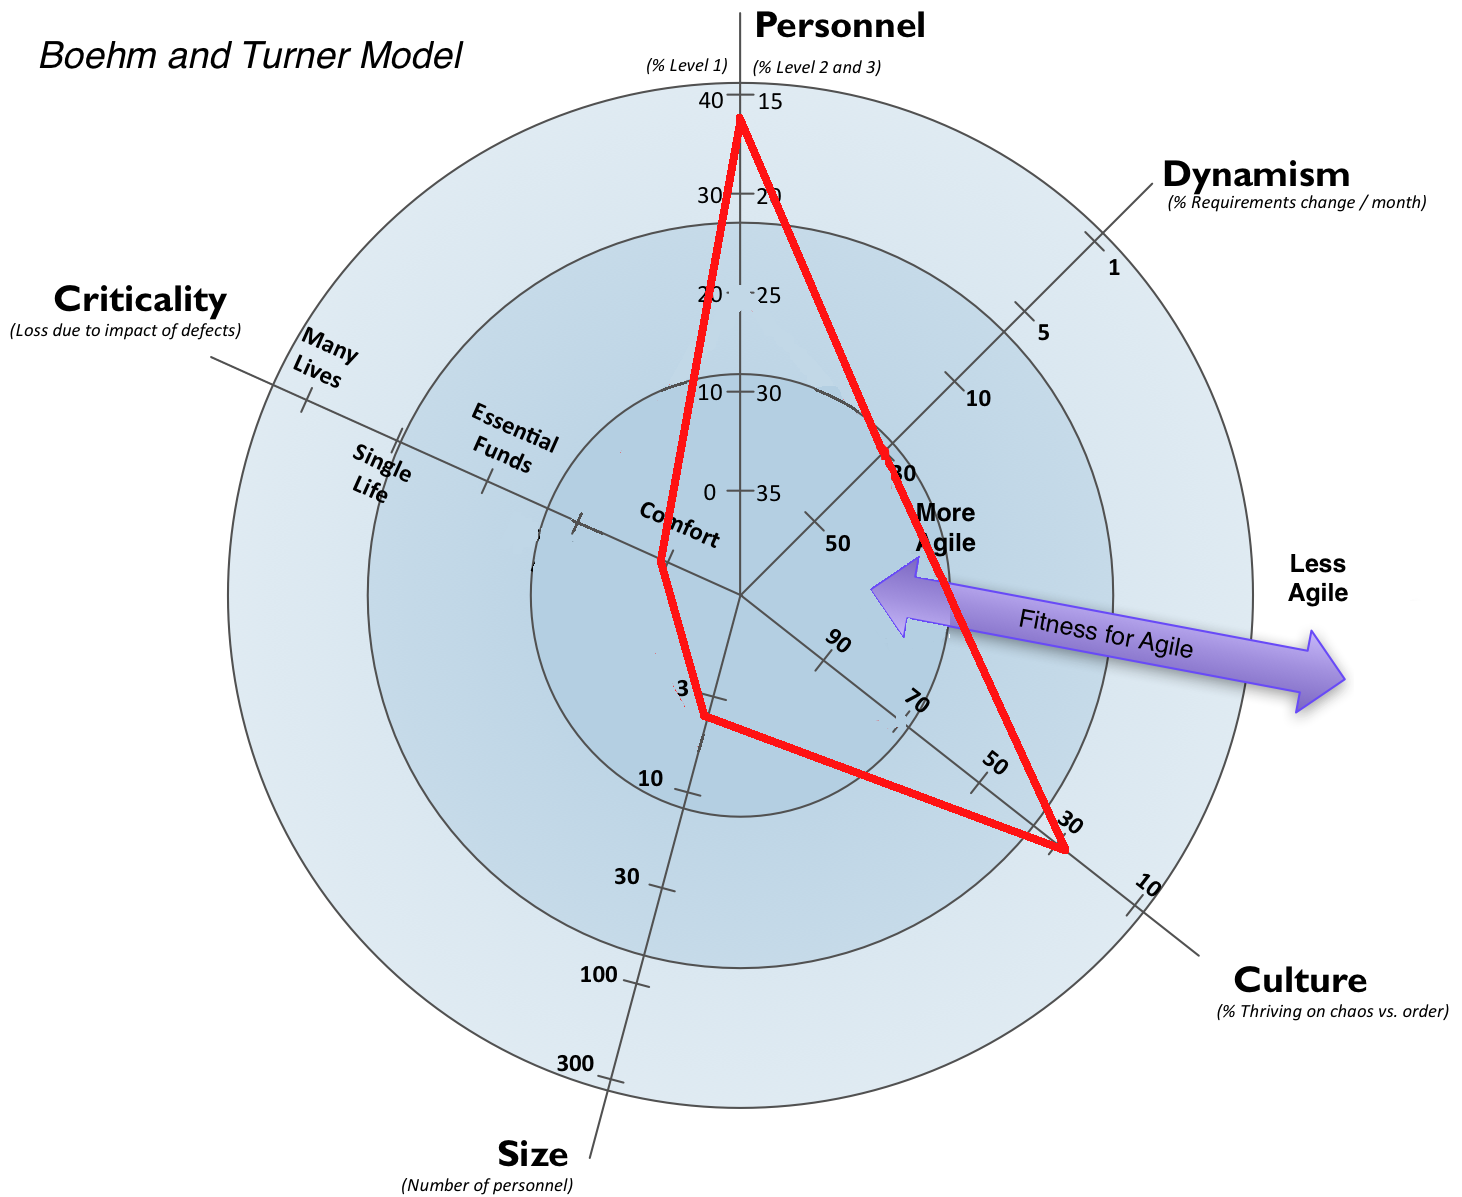 Boehm and Turner Model
Personnel
(% Level 1)
(% Level 2 and 3)
40
15
30
20
20
25
10
30
0
35
Dynamism
(% Requirements change / month)
1
5
10
30
50
Criticality
(Loss due to impact of defects)
Many
Lives
Single
Life
Essential
Funds
Comfort
More
Agile
Less
Agile
Fitness for Agile
90
70
50
30
10
Culture
(% Thriving on chaos vs. order)
3
10
30
100
300
Size
(Number of personnel)